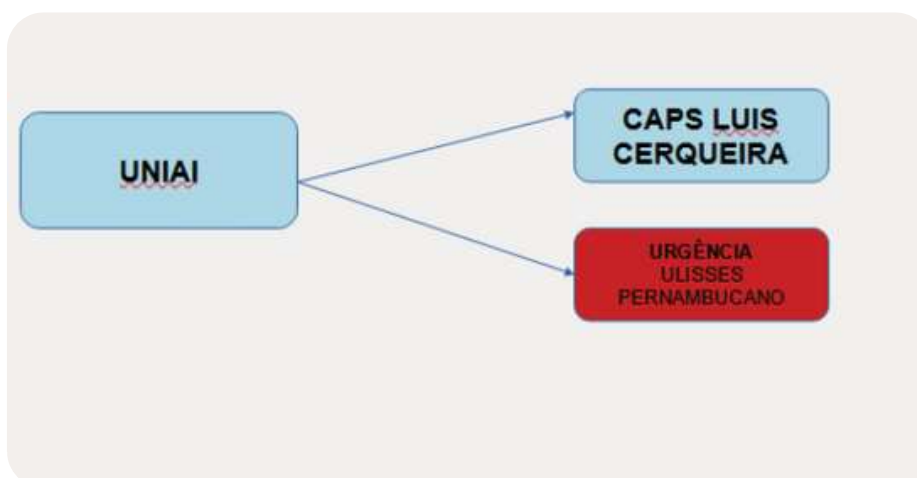 UNIAI
CAPS LUIS
CERQUEIRA
URGÊNCIA
ULISSES
PERNAMBUCANO